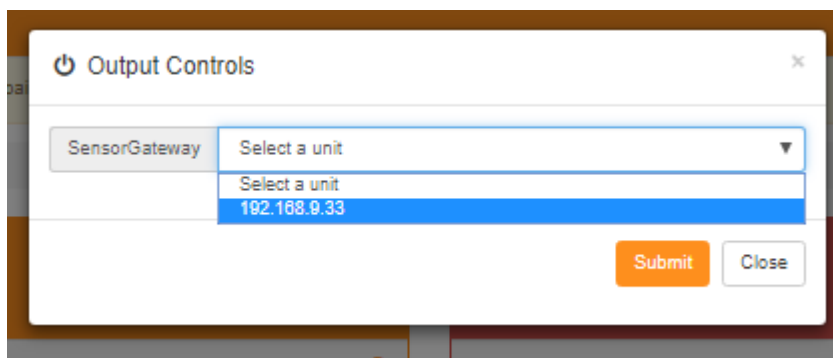 Output Controls
×
SensorGateway
Select a unit
Select a unit
192.168.9.33
Submit
Close